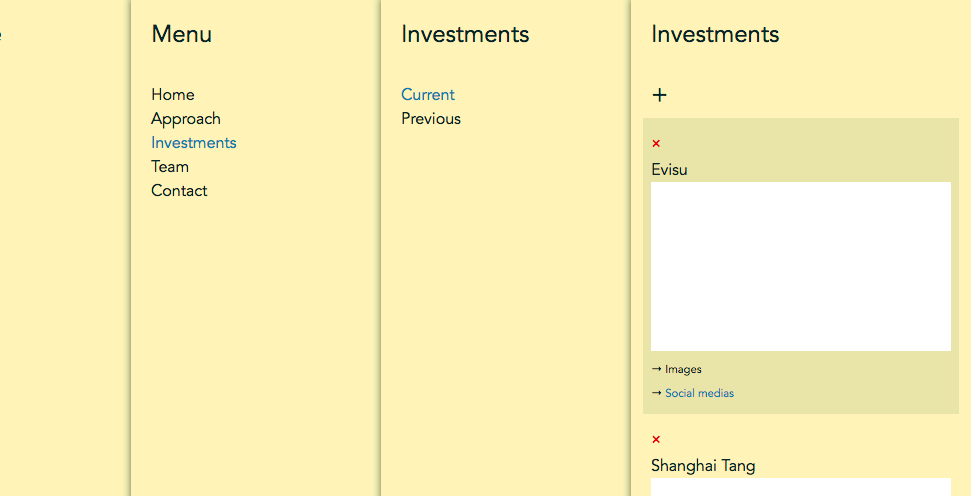 Menu
Home
Approach
Investments
Team
Contact
Investments
Current
Previous
Investments
+
×
Evisu
→ Images
→ Social medias
×
Shanghai Tang